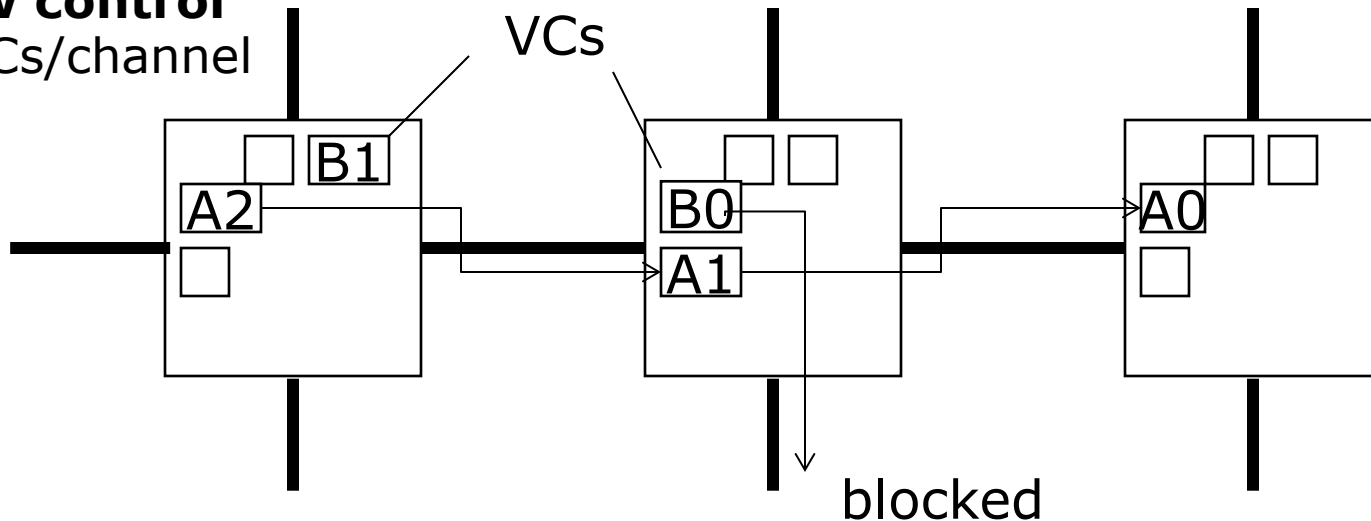 control
Cs/channel
VCs
B1
A2
B0
A1
A0
blocked